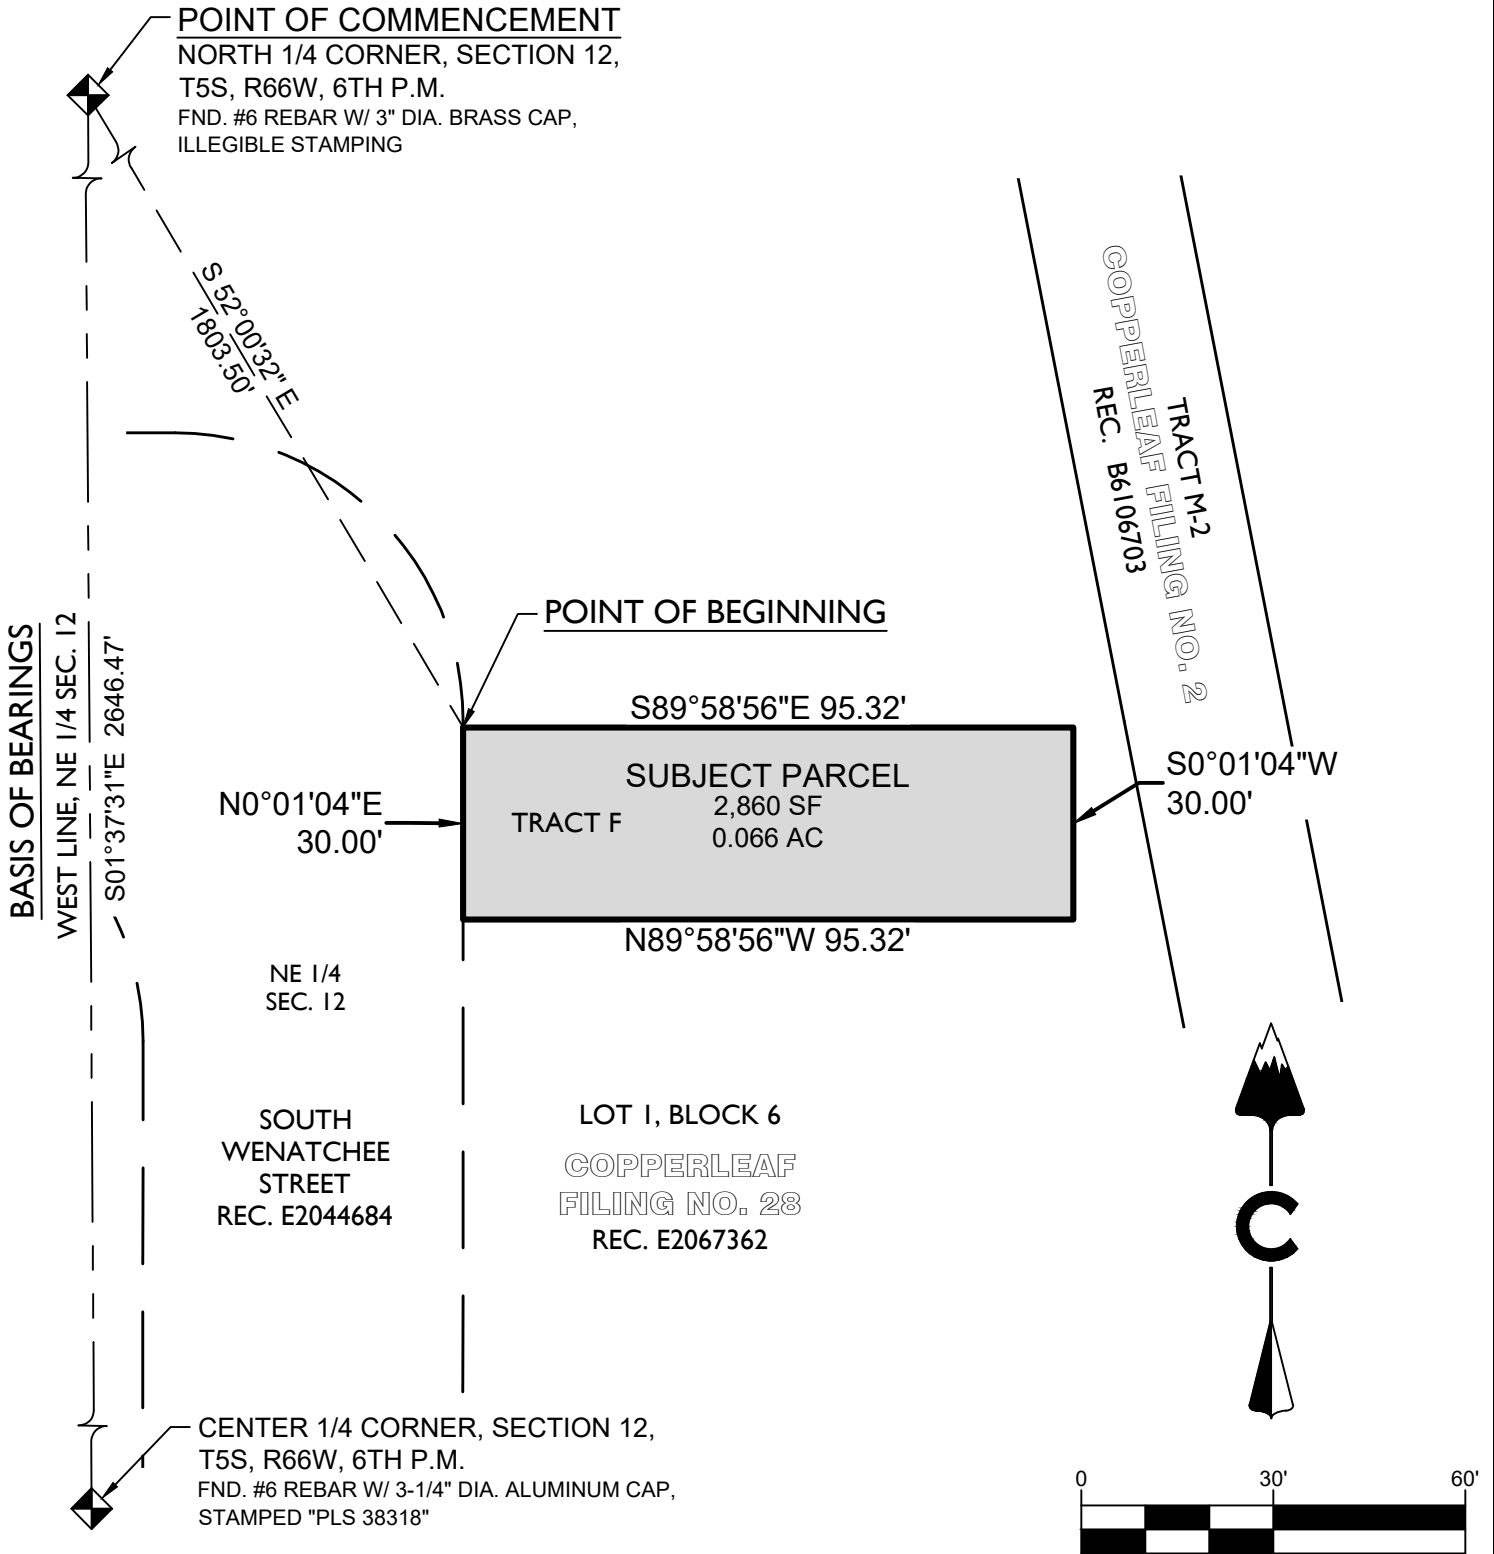 POINT OF COMMENCEMENT
NORTH 1/4 CORNER, SECTION 12,
T5S, R66W, 6TH P.M.
FND. #6 REBAR W/ 3" DIA. BRASS CAP,
ILLEGIBLE STAMPING
S 52°00'32" E
1803.50'
TRACT M-2
COPPERLEAF FILING NO. 2
REC. B6106703
BASIS OF BEARINGS
WEST LINE, NE 1/4 SEC. 12
S01°37'31"E 2646.47'
POINT OF BEGINNING
S89°58'56"E 95.32'
N0°01'04"E
30.00'
SUBJECT PARCEL
2,860 SF
0.066 AC
TRACT F
S0°01'04"W
30.00'
N89°58'56"W 95.32'
NE 1/4
SEC. 12
SOUTH
WENATCHEE
STREET
REC. E2044684
LOT 1, BLOCK 6
COPPERLEAF
FILING NO. 28
REC. E2067362
C
CENTER 1/4 CORNER, SECTION 12,
T5S, R66W, 6TH P.M.
FND. #6 REBAR W/ 3-1/4" DIA. ALUMINUM CAP,
STAMPED "PLS 38318"
0 30' 60'